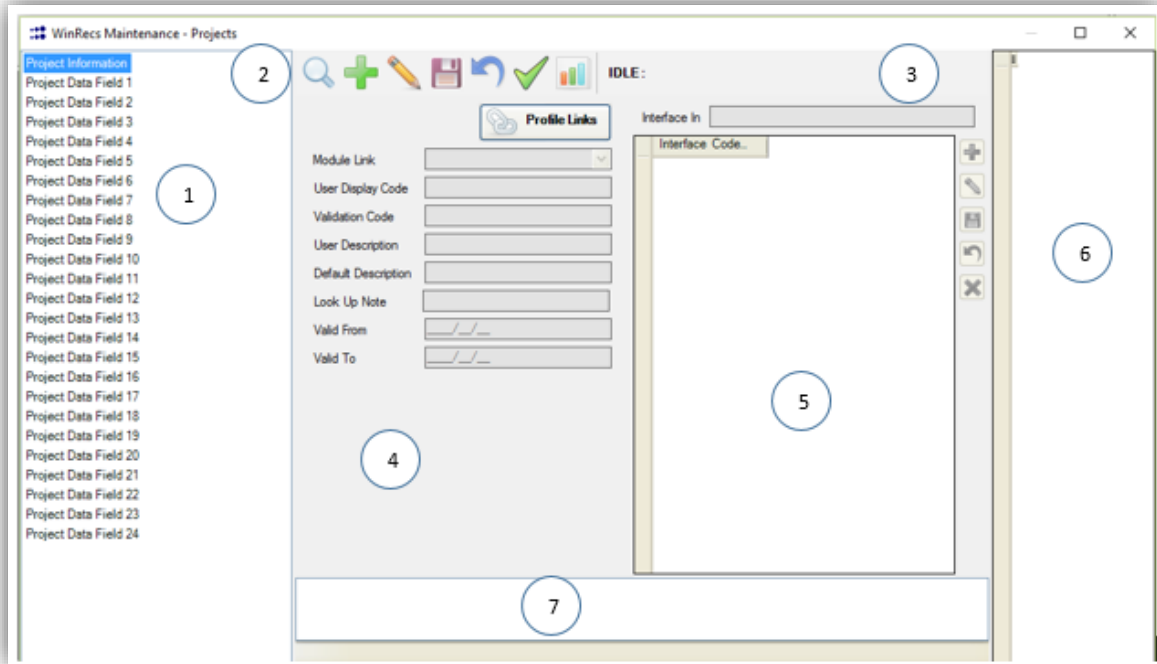 WinRecs Maintenance - Projects
Project Information
Project Data Field 1
Project Data Field 2
Project Data Field 3
Project Data Field 4
Project Data Field 5
Project Data Field 6
Project Data Field 7
Project Data Field 8
Project Data Field 9
Project Data Field 10
Project Data Field 11
Project Data Field 12
Project Data Field 13
Project Data Field 14
Project Data Field 15
Project Data Field 16
Project Data Field 17
Project Data Field 18
Project Data Field 19
Project Data Field 20
Project Data Field 21
Project Data Field 22
Project Data Field 23
Project Data Field 24
1
2
IDLE:
3
Profile Links
Module Link
User Display Code
Validation Code
User Description
Default Description
Look Up Note
Valid From ___/__/__
Valid To ___/__/__
4
Interface In
Interface Code..
5
6
7